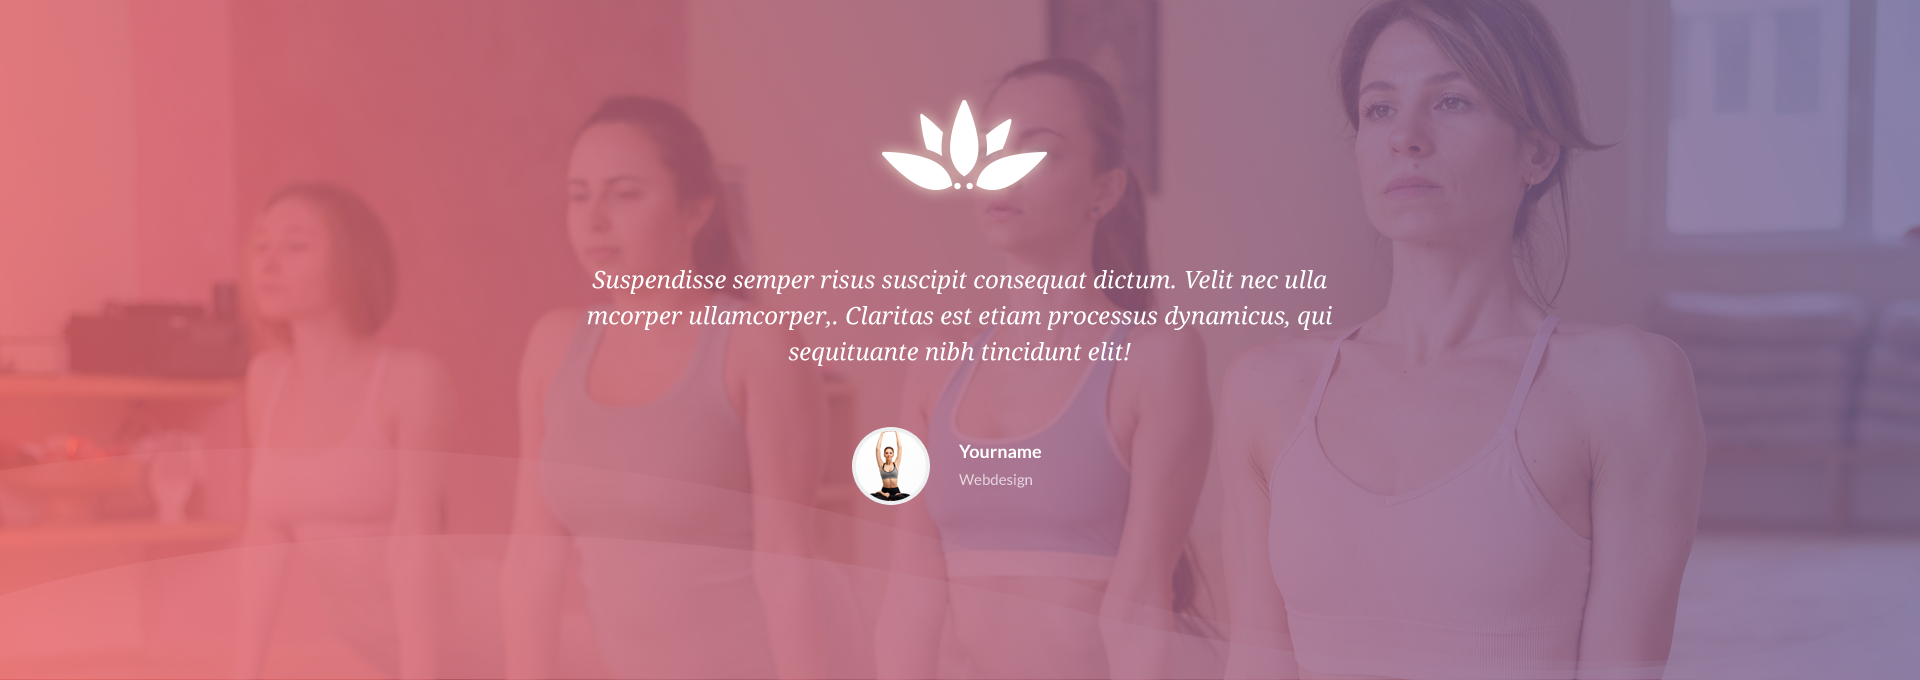 Suspendisse semper risus suscipit consequat dictum. Velit nec ulla
mcorper ullamcorper,. Claritas est etiam processus dynamicus, qui
sequituante nibh tincidunt elit!
Yourname
Webdesign